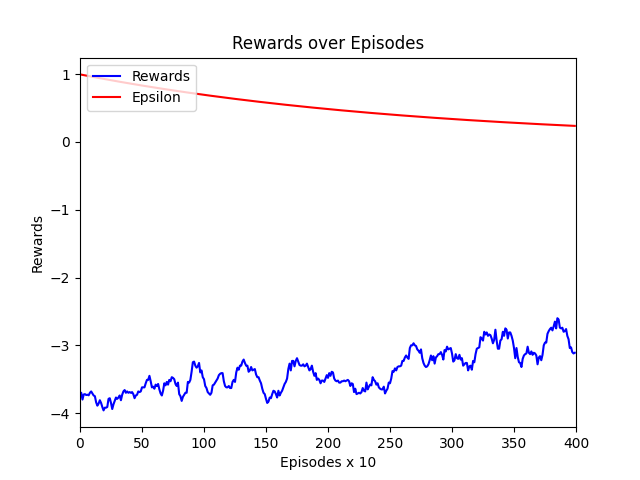 Rewards over Episodes
Rewards
Epsilon
1
0
−1
−2
−3
−4
Rewards
0 50 100 150 200 250 300 350 400
Episodes x 10